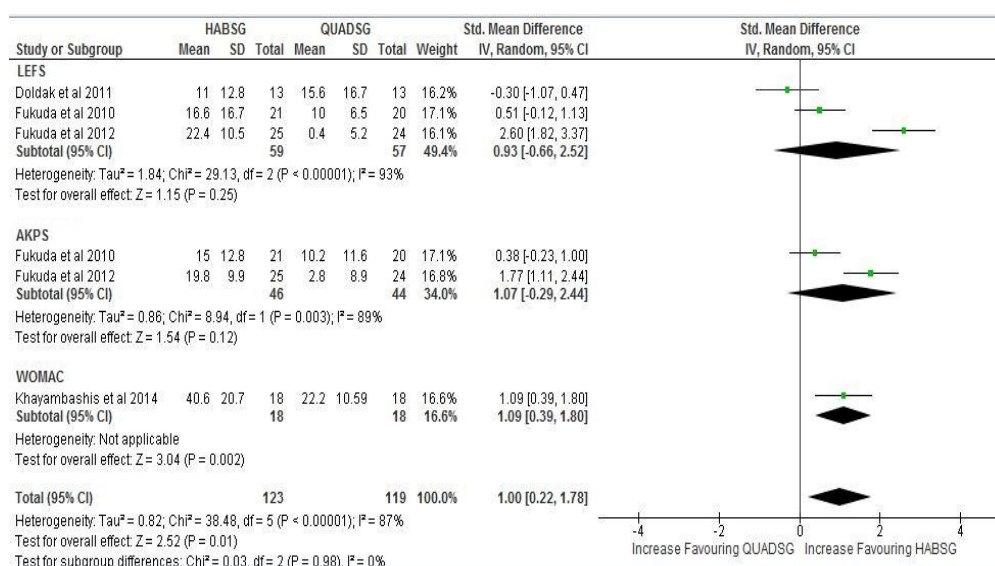 HABSG QUADSG Std. Mean Difference Std. Mean Difference
Study or Subgroup Mean SD Total Mean SD Total Weight IV, Random, 95% CI IV, Random, 95% CI
LEFS
Doldak et al 2011 11 12.8 13 15.6 16.7 13 16.2% -0.30 [-1.07, 0.47]
Fukuda et al 2010 16.6 16.7 21 10 6.5 20 17.1% 0.51 [-0.12, 1.13]
Fukuda et al 2012 22.4 10.5 25 0.4 5.2 24 16.1% 2.60 [1.82, 3.37]
Subtotal (95% CI) 59 57 49.4% 0.93 [-0.66, 2.52]
Heterogeneity: Tau² = 1.84; Chi² = 29.13, df = 2 (P < 0.00001); I² = 93%
Test for overall effect: Z = 1.15 (P = 0.25)
AKPS
Fukuda et al 2010 15 12.8 21 10.2 11.6 20 17.1% 0.38 [-0.23, 1.00]
Fukuda et al 2012 19.8 9.9 25 2.8 8.9 24 16.8% 1.77 [1.11, 2.44]
Subtotal (95% CI) 46 44 34.0% 1.07 [-0.29, 2.44]
Heterogeneity: Tau² = 0.86; Chi² = 8.94, df = 1 (P = 0.003); I² = 89%
Test for overall effect: Z = 1.54 (P = 0.12)
WOMAC
Khayambashis et al 2014 40.6 20.7 18 22.2 10.59 18 16.6% 1.09 [0.39, 1.80]
Subtotal (95% CI) 18 18 16.6% 1.09 [0.39, 1.80]
Heterogeneity: Not applicable
Test for overall effect: Z = 3.04 (P = 0.002)
Total (95% CI) 123 119 100.0% 1.00 [0.22, 1.78]
Heterogeneity: Tau² = 0.82; Chi² = 38.48, df = 5 (P < 0.00001); I² = 87%
Test for overall effect: Z = 2.52 (P = 0.01)
Test for subgroup differences: Chi² = 0.03, df = 2 (P = 0.98), I² = 0%
-4 -2 0 2 4
Increase Favouring QUADSG Increase Favouring HABSG